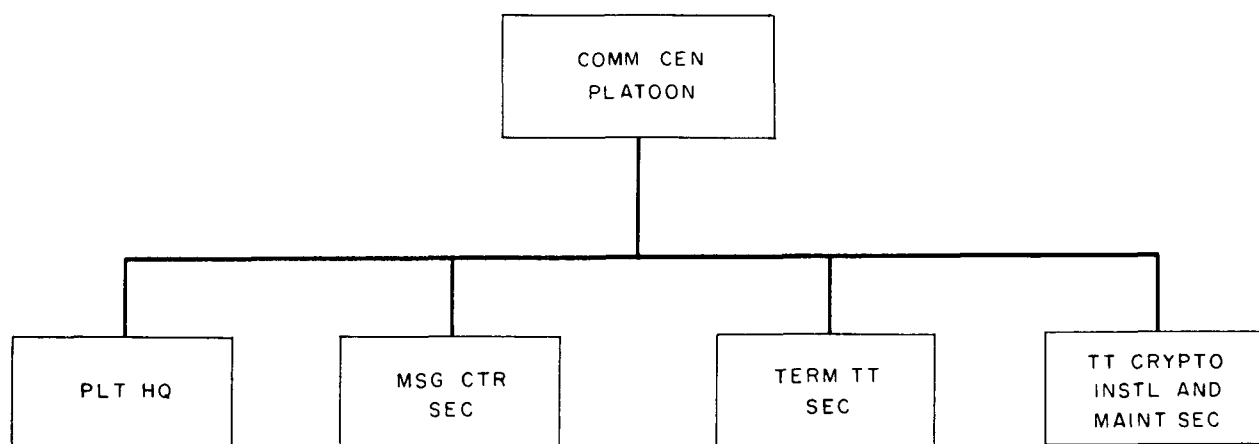 COMM CEN
PLATOON
PLT HQ
MSG CTR
SEC
TERM TT
SEC
TT CRYPTO
INSTL AND
MAINT SEC